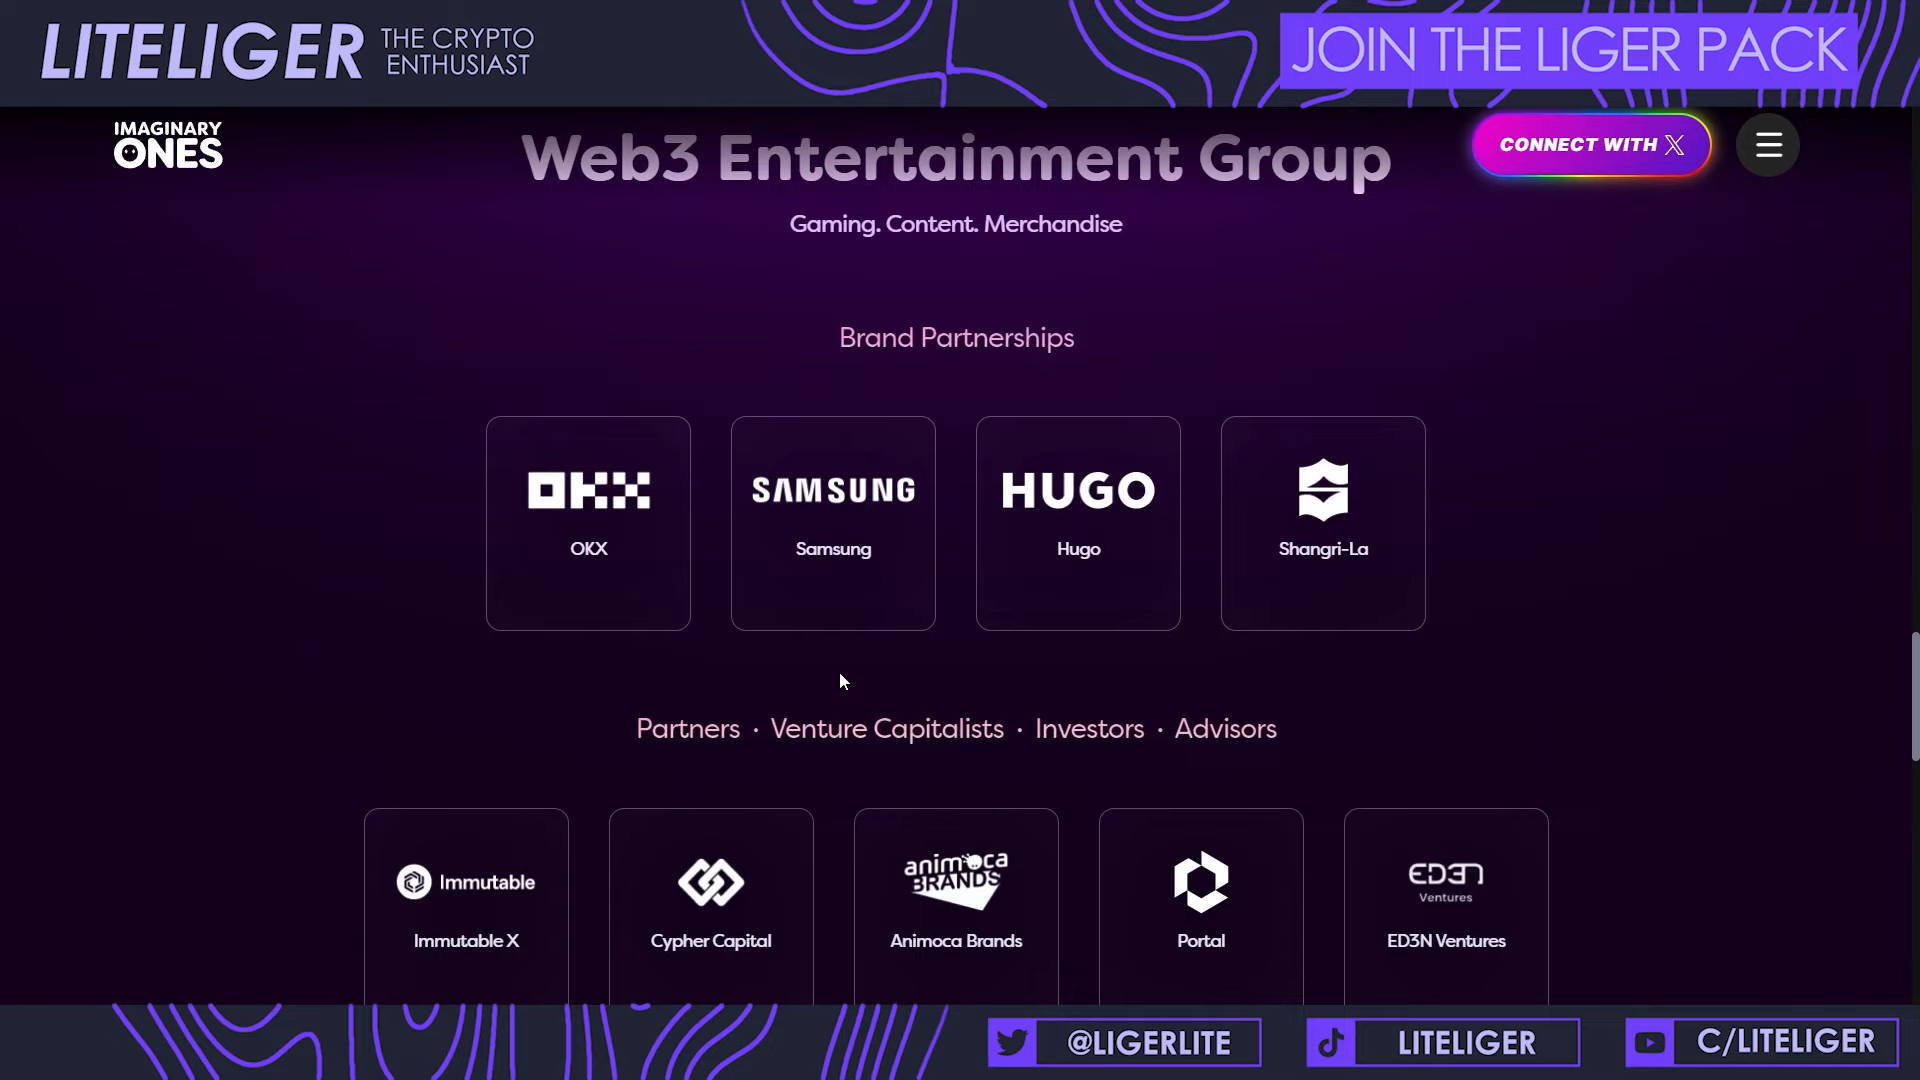 LITELIGER
THE CRYPTO
ENTHUSIAST
JOIN THE LIGER PACK
IMAGINARY
ONES
Web3 Entertainment Group
CONNECT WITH X
Gaming. Content. Merchandise
Brand Partnerships
OKX
SAMSUNG
HUGO
OKX
Samsung
Hugo
Shangri-La
Partners · Venture Capitalists · Investors · Advisors
Immutable
animoca
BRANDS
ED3N
Ventures
Immutable X
Cypher Capital
Animoca Brands
Portal
ED3N Ventures
@LIGERLITE
LITELIGER
C/LITELIGER